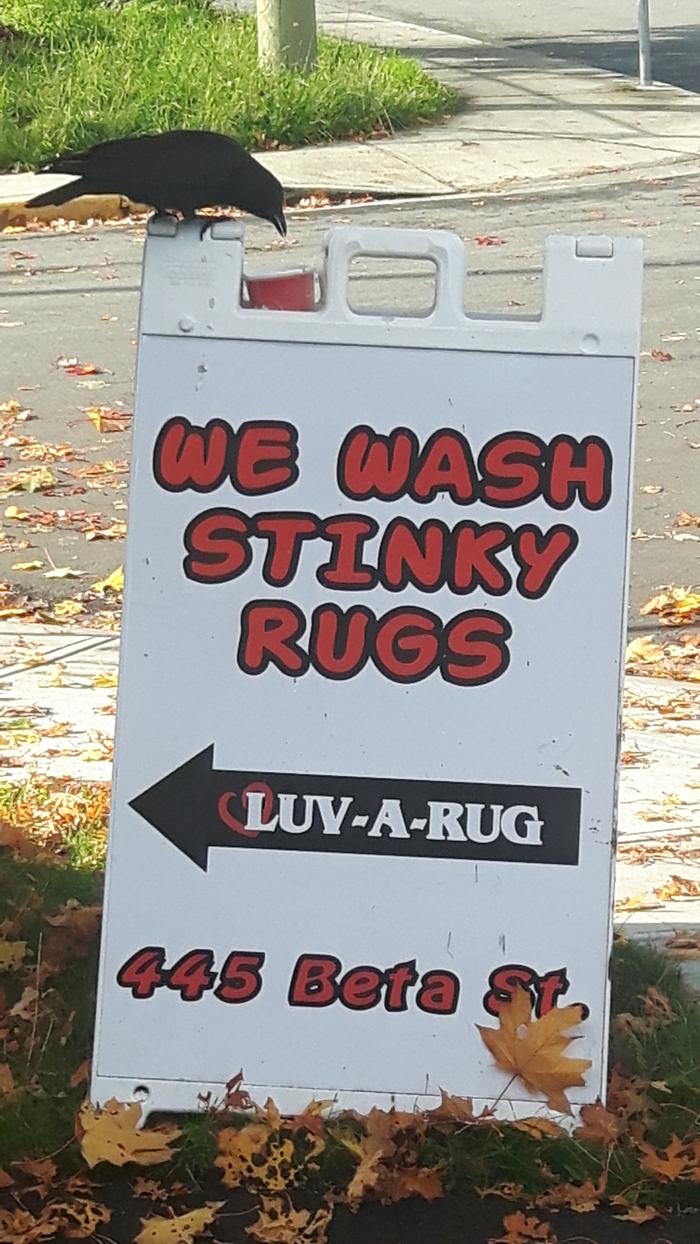 WE WASH
STINKY
RUGS
LUV-A-RUG
445 Beta St.